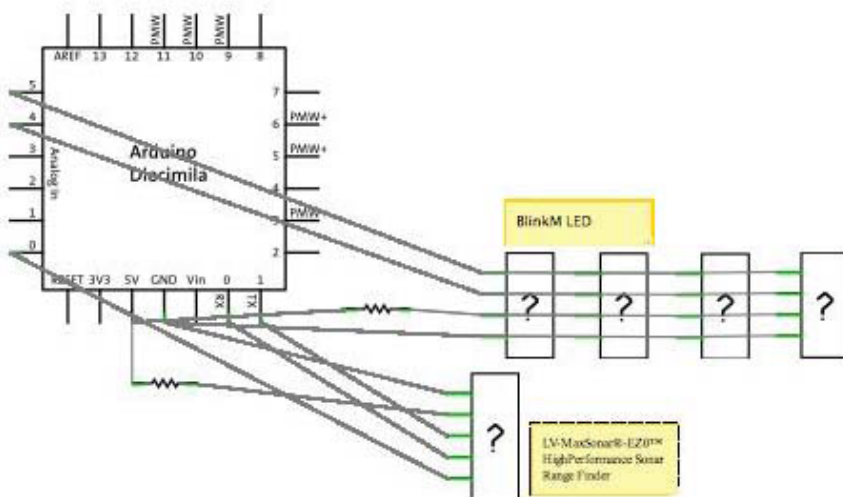 PMW
PMW
PMW
AREF 13 12 11 10 9 8
5
4
3
2
1
0
Analog in
Arduino
Diecimila
7
PMW+
6
PMW+
5
4
PMW
3
2
RESET 3V3 5V GND Vin 0 1
RX
TX
BlinkM LED
? ? ? ?
?
LV-MaxSonar®-EZ0™
HighPerformance Sonar
Range Finder